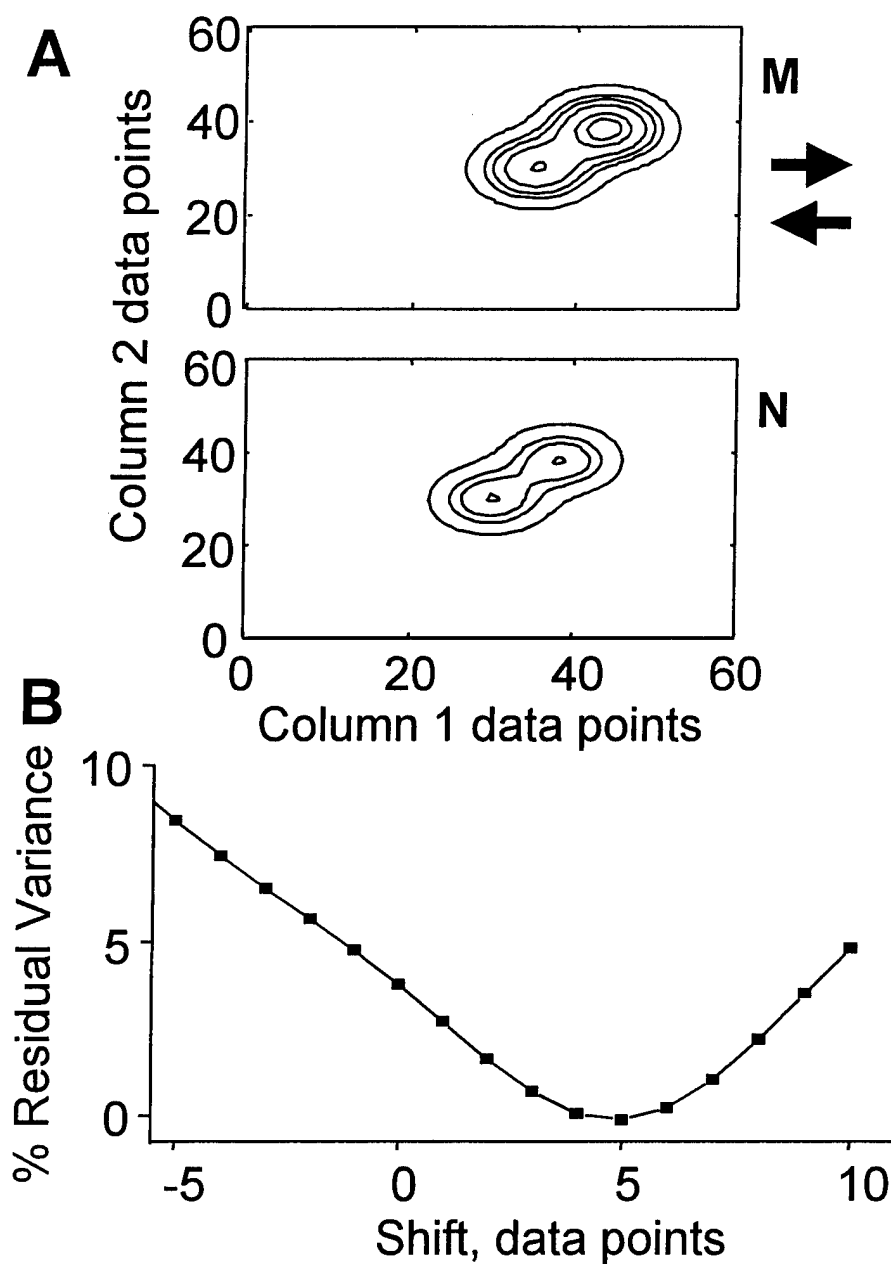 A
60
40
20
0
M
Column 2 data points
60
40
20
0
N
0 20 40 60
Column 1 data points
B
10
5
0
% Residual Variance
-5 0 5 10
Shift, data points